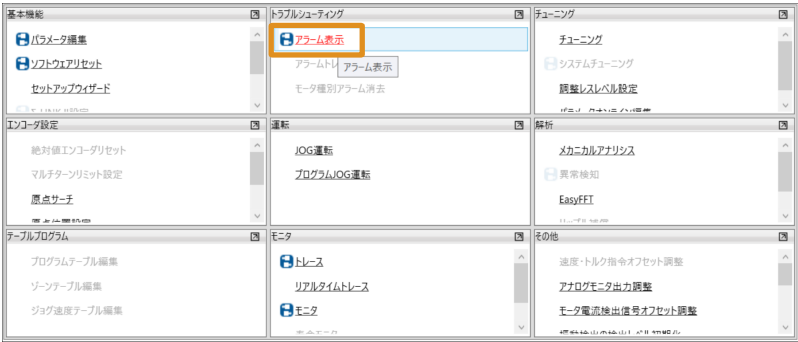 基本機能
パラメータ編集
ソフトウェアリセット
セットアップウィザード
トラブルシューティング
アラーム表示
アラームトレ
アラーム表示
モータ種別アラーム消去
チューニング
チューニング
システムチューニング
調整レスレベル設定
エンコーダ設定
絶対値エンコーダリセット
マルチターンリミット設定
原点サーチ
原点位置設定
運転
JOG運転
プログラムJOG運転
解析
メカニカルアナリシス
異常検知
EasyFFT
テーブルプログラム
プログラムテーブル編集
ゾーンテーブル編集
ジョグ速度テーブル編集
モニタ
トレース
リアルタイムトレース
モニタ
その他
速度・トルク指令オフセット調整
アナログモニタ出力調整
モータ電流検出信号オフセット調整